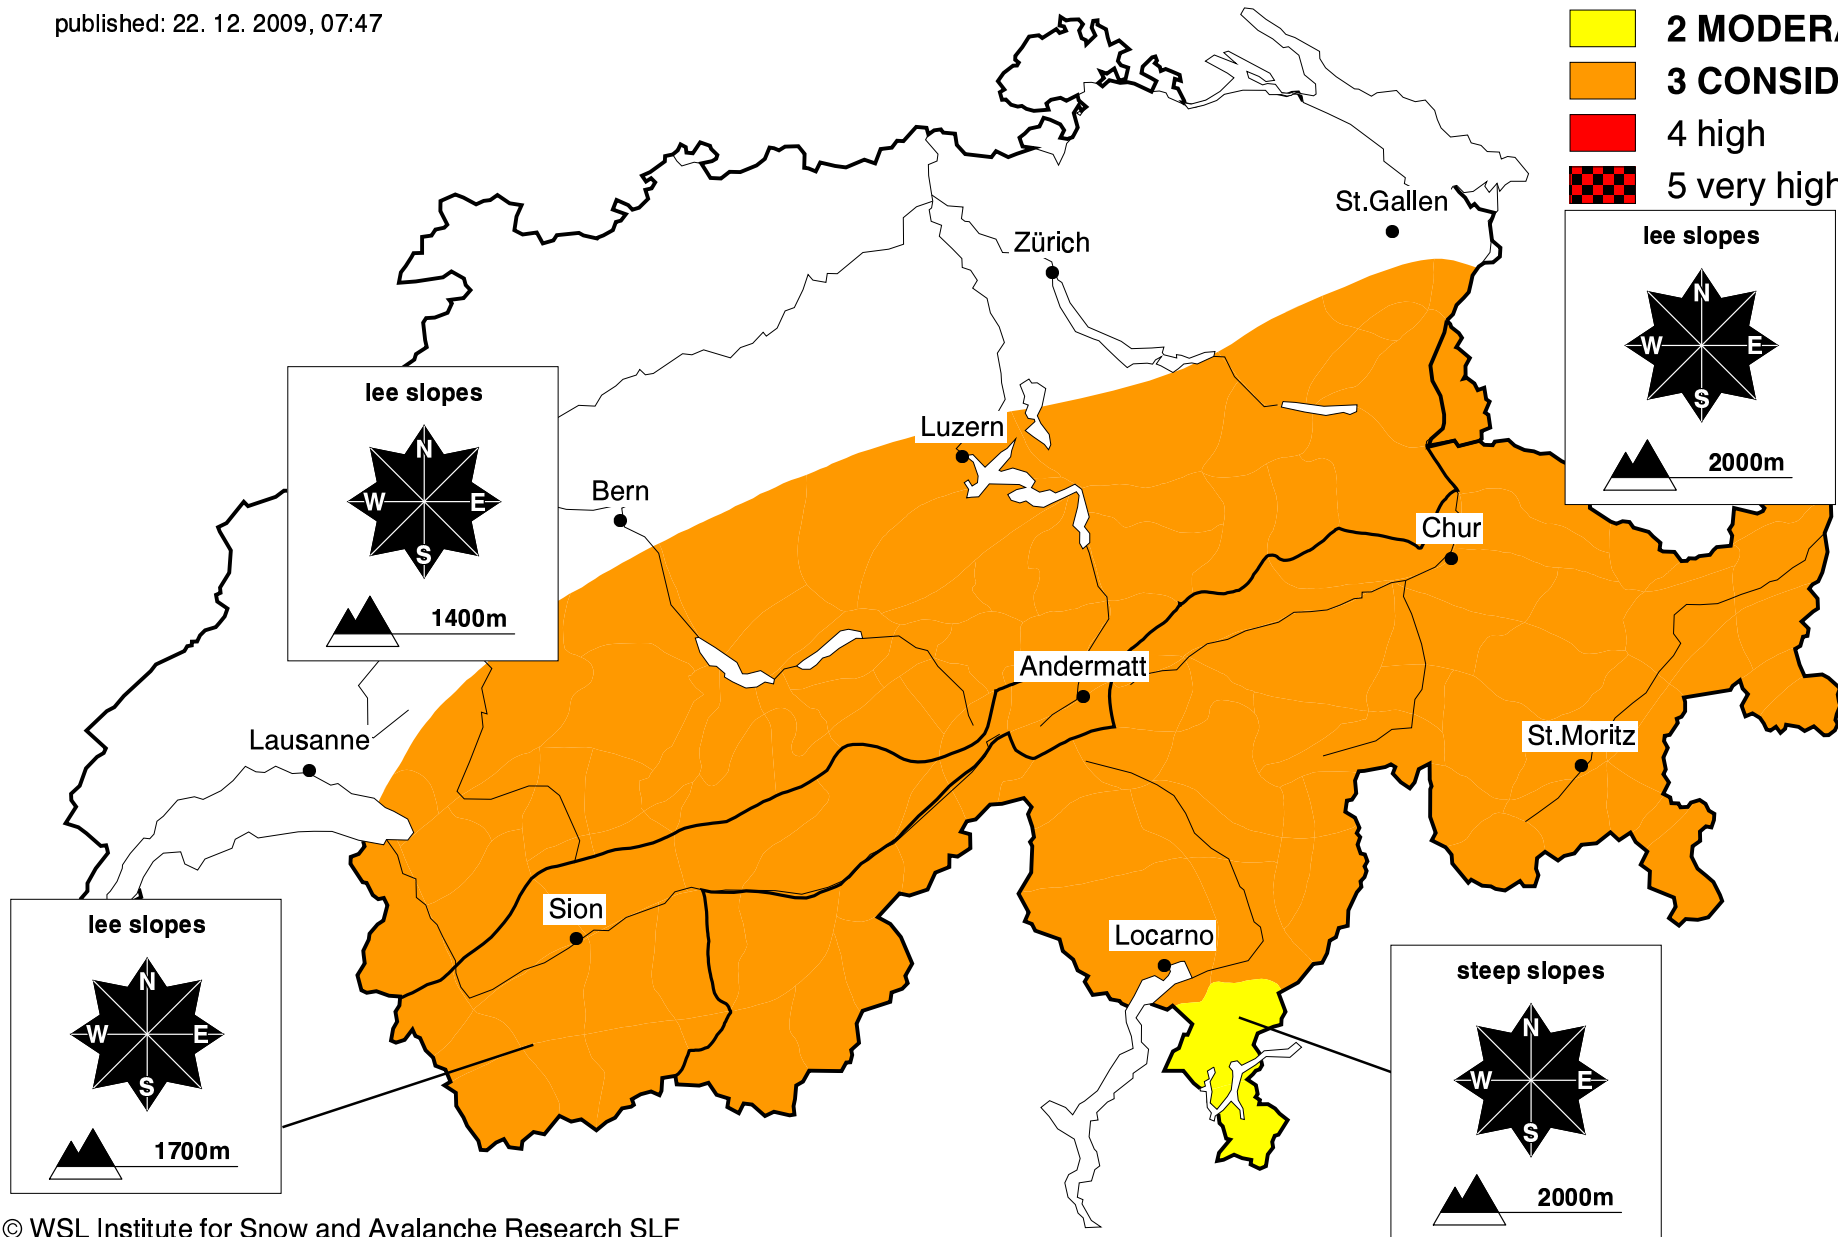 published: 22. 12. 2009, 07:47
2 MODERA
3 CONSID
4 high
5 very high
St.Gallen
lee slopes
N
W E
S
2000m
Zürich
lee slopes
N
W E
S
1400m
Luzern
Bern
Chur
Andermatt
Lausanne
St.Moritz
Sion
Locarno
lee slopes
N
W E
S
1700m
steep slopes
N
W E
S
2000m
© WSL Institute for Snow and Avalanche Research SLF